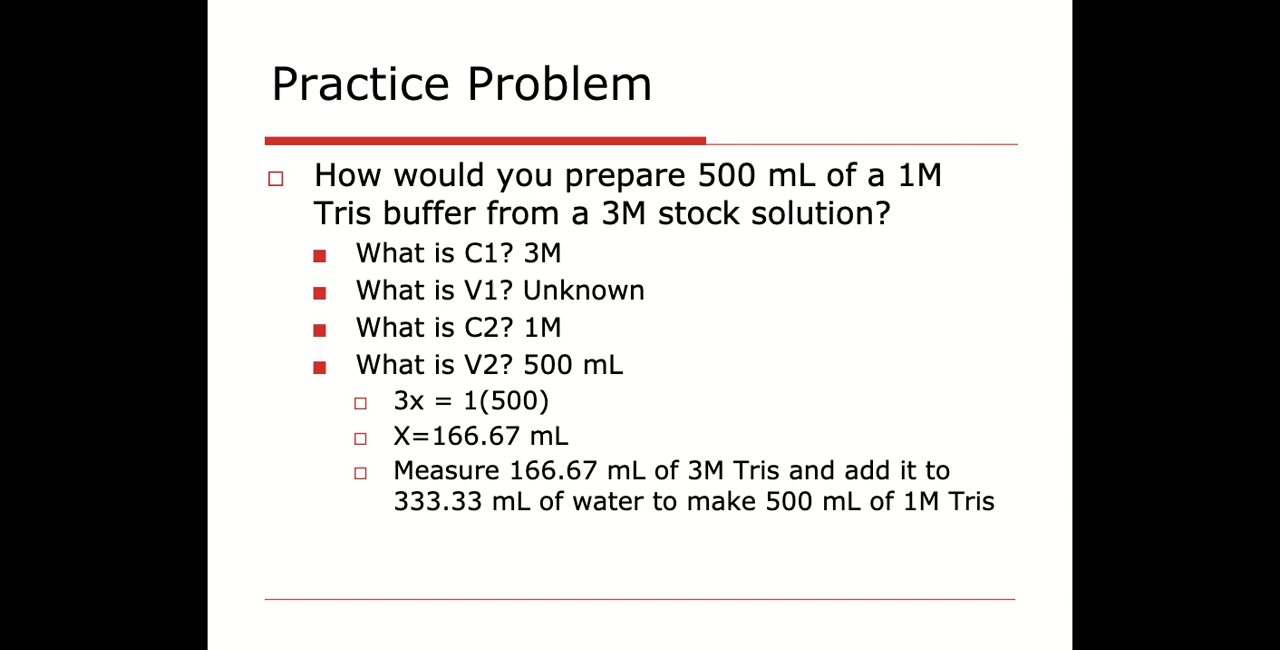 Practice Problem
How would you prepare 500 mL of a 1M
Tris buffer from a 3M stock solution?
What is C1? 3M
What is V1? Unknown
What is C2? 1M
What is V2? 500 mL
3x = 1(500)
X=166.67 mL
Measure 166.67 mL of 3M Tris and add it to
333.33 mL of water to make 500 mL of 1M Tris